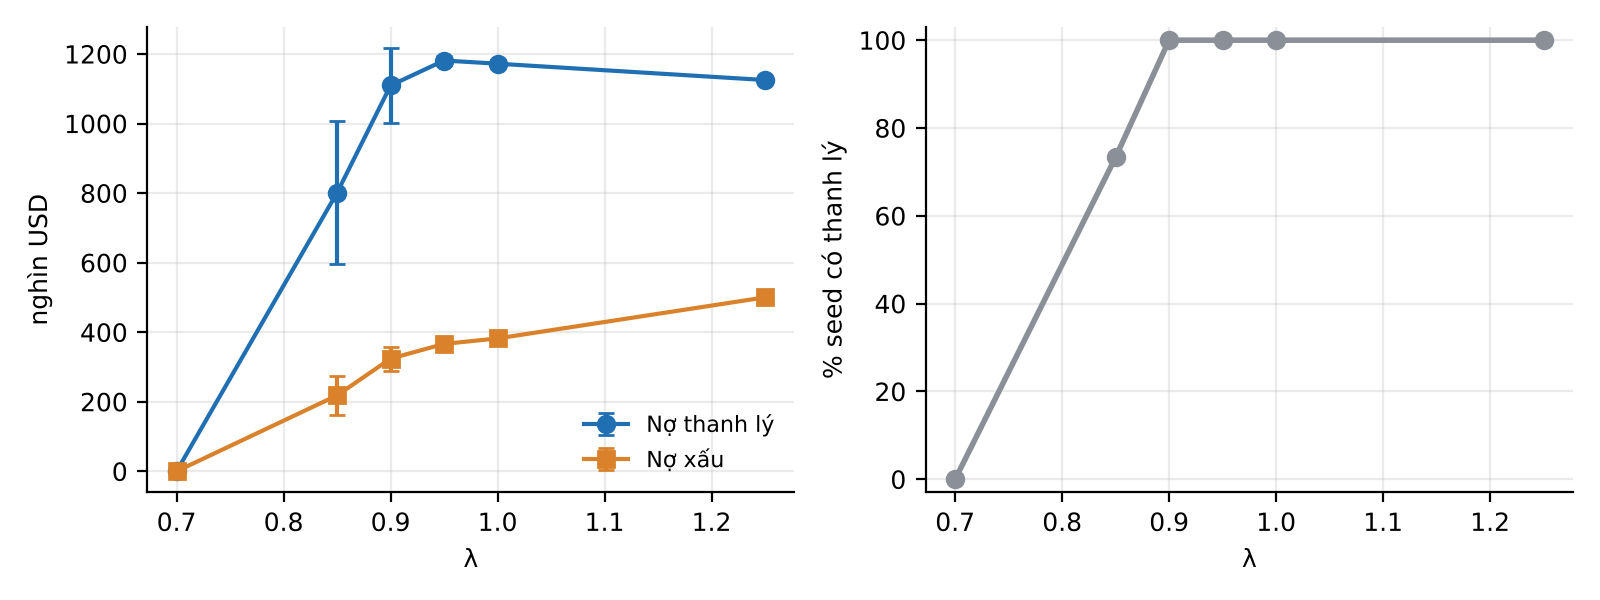 nghìn USD
1200
1000
800
600
400
200
0
0.7 0.8 0.9 1.0 1.1 1.2
λ
Nợ thanh lý
Nợ xấu
% seed có thanh lý
100
80
60
40
20
0
0.7 0.8 0.9 1.0 1.1 1.2
λ